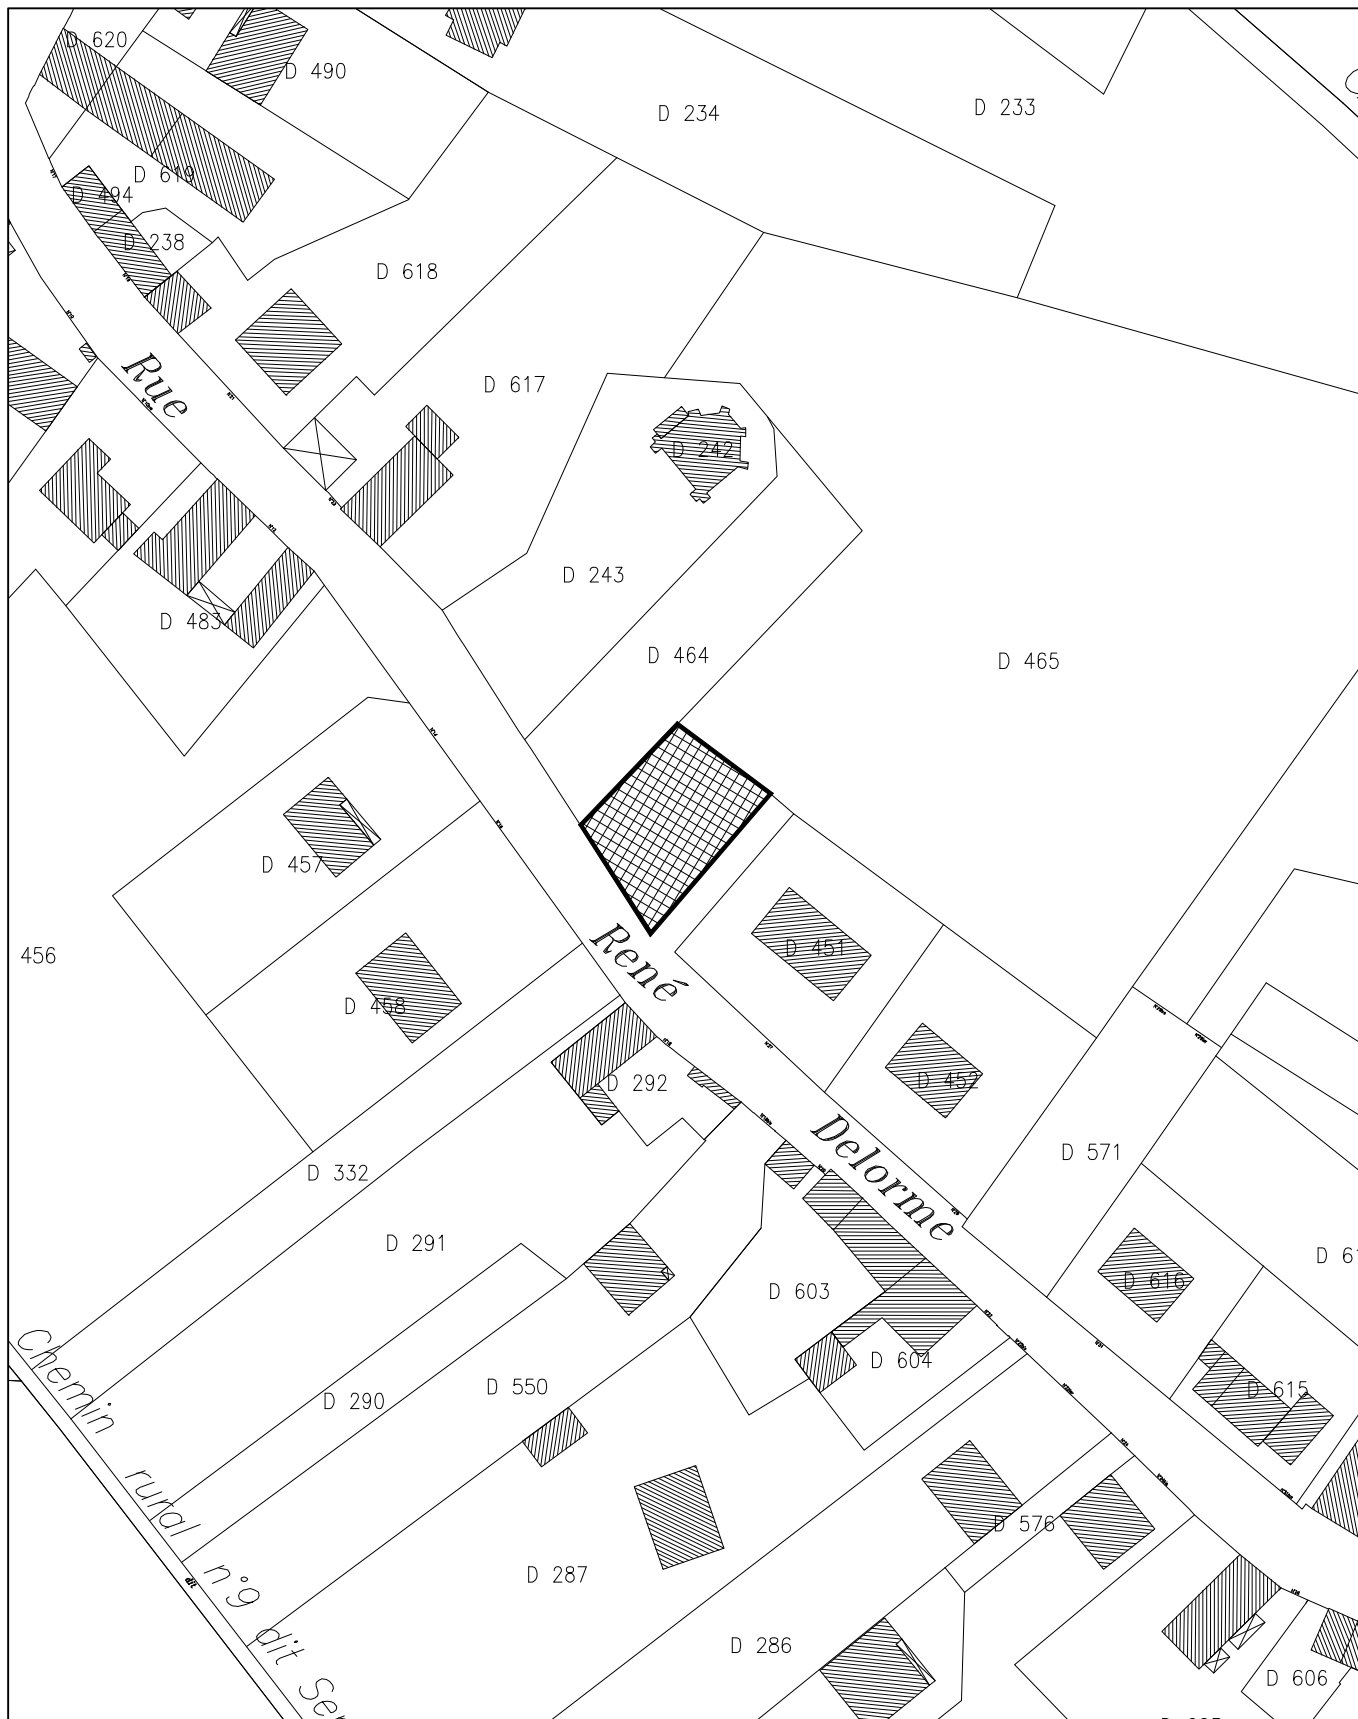 D 620
D 490
D 234
D 233
D 619
D 494
D 238
D 618
Rue
D 617
D 242
D 243
D 483
D 464
D 465
D 457
René
D 451
456
D 458
D 452
D 292
Delorme
D 571
D 332
D 291
D 616
D 603
D 604
D 550
D 290
D 615
Chemin rural n°9 dit
D 576
D 287
D 286
D 606